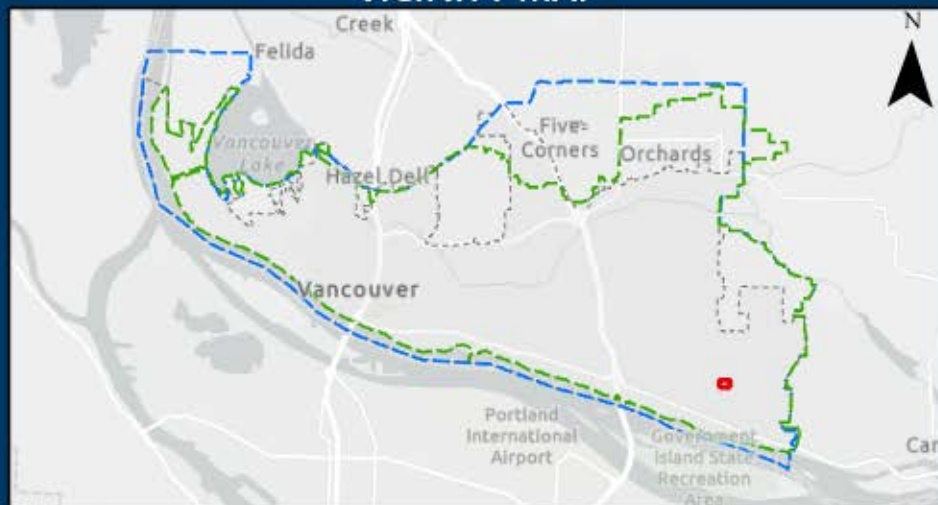 N
Creek
Felida
Vancouver
Lake
Five
Corners
Orchards
Hazel Dell
Vancouver
Portland
International
Airport
Government
Island State
Recreation
Area